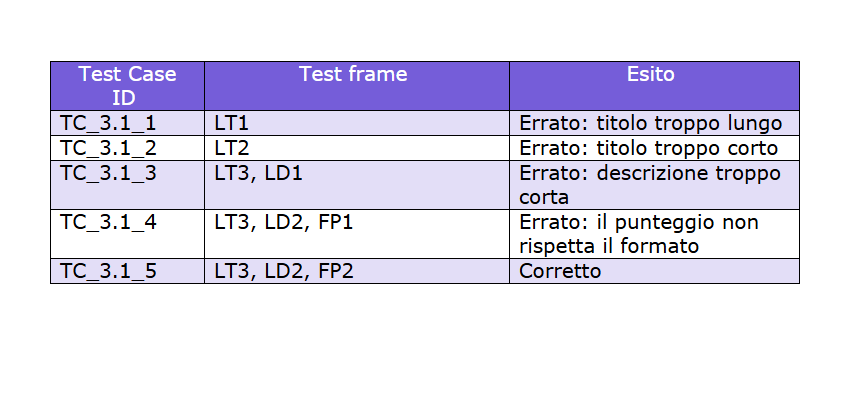 Test Case ID Test frame Esito
TC_3.1_1 LT1 Errato: titolo troppo lungo
TC_3.1_2 LT2 Errato: titolo troppo corto
TC_3.1_3 LT3, LD1 Errato: descrizione troppo corta
TC_3.1_4 LT3, LD2, FP1 Errato: il punteggio non rispetta il formato
TC_3.1_5 LT3, LD2, FP2 Corretto